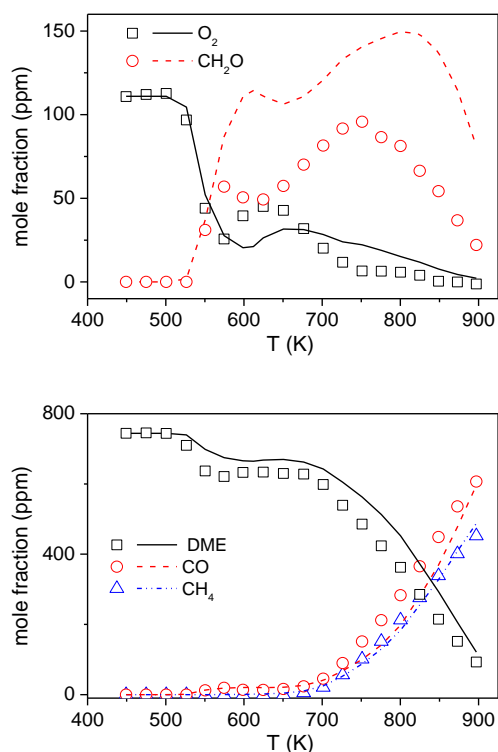 150
100
50
0
mole fraction (ppm)
O₂
CH₂O
400 500 600 700 800 900
T (K)
800
400
0
mole fraction (ppm)
DME
CO
CH₄
400 500 600 700 800 900
T (K)